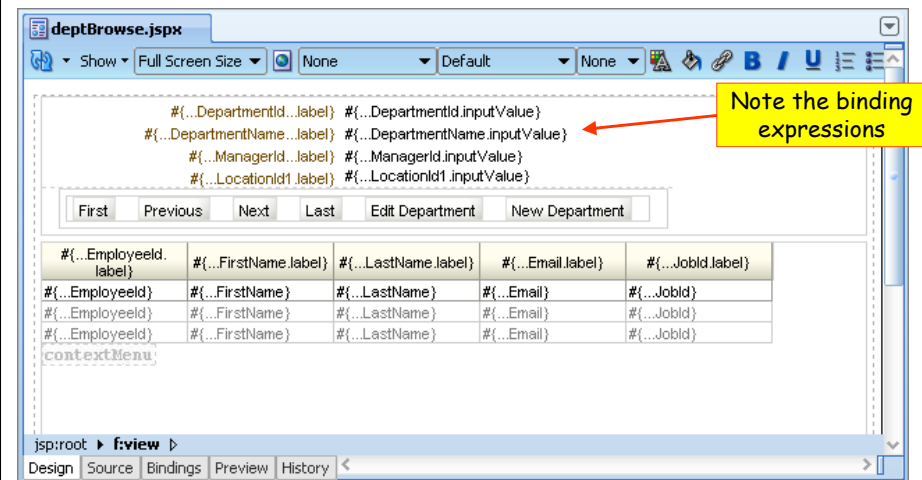 deptBrowse.jspx
Show Full Screen Size None Default None B I U
Note the binding
expressions
#{...DepartmentId...label} #{...DepartmentId.inputValue}
#{...DepartmentName...label} #{...DepartmentName.inputValue}
#{...ManagerId...label} #{...ManagerId.inputValue}
#{...LocationId1.label} #{...LocationId1.inputValue}
First Previous Next Last Edit Department New Department
#{...EmployeeId.
label} #{...FirstName.label} #{...LastName.label} #{...Email.label} #{...JobId.label}
#{...EmployeeId} #{...FirstName} #{...LastName} #{...Email} #{...JobId}
#{...EmployeeId} #{...FirstName} #{...LastName} #{...Email} #{...JobId}
#{...EmployeeId} #{...FirstName} #{...LastName} #{...Email} #{...JobId}
contextMenu
jsp:root f:view
Design Source Bindings Preview History